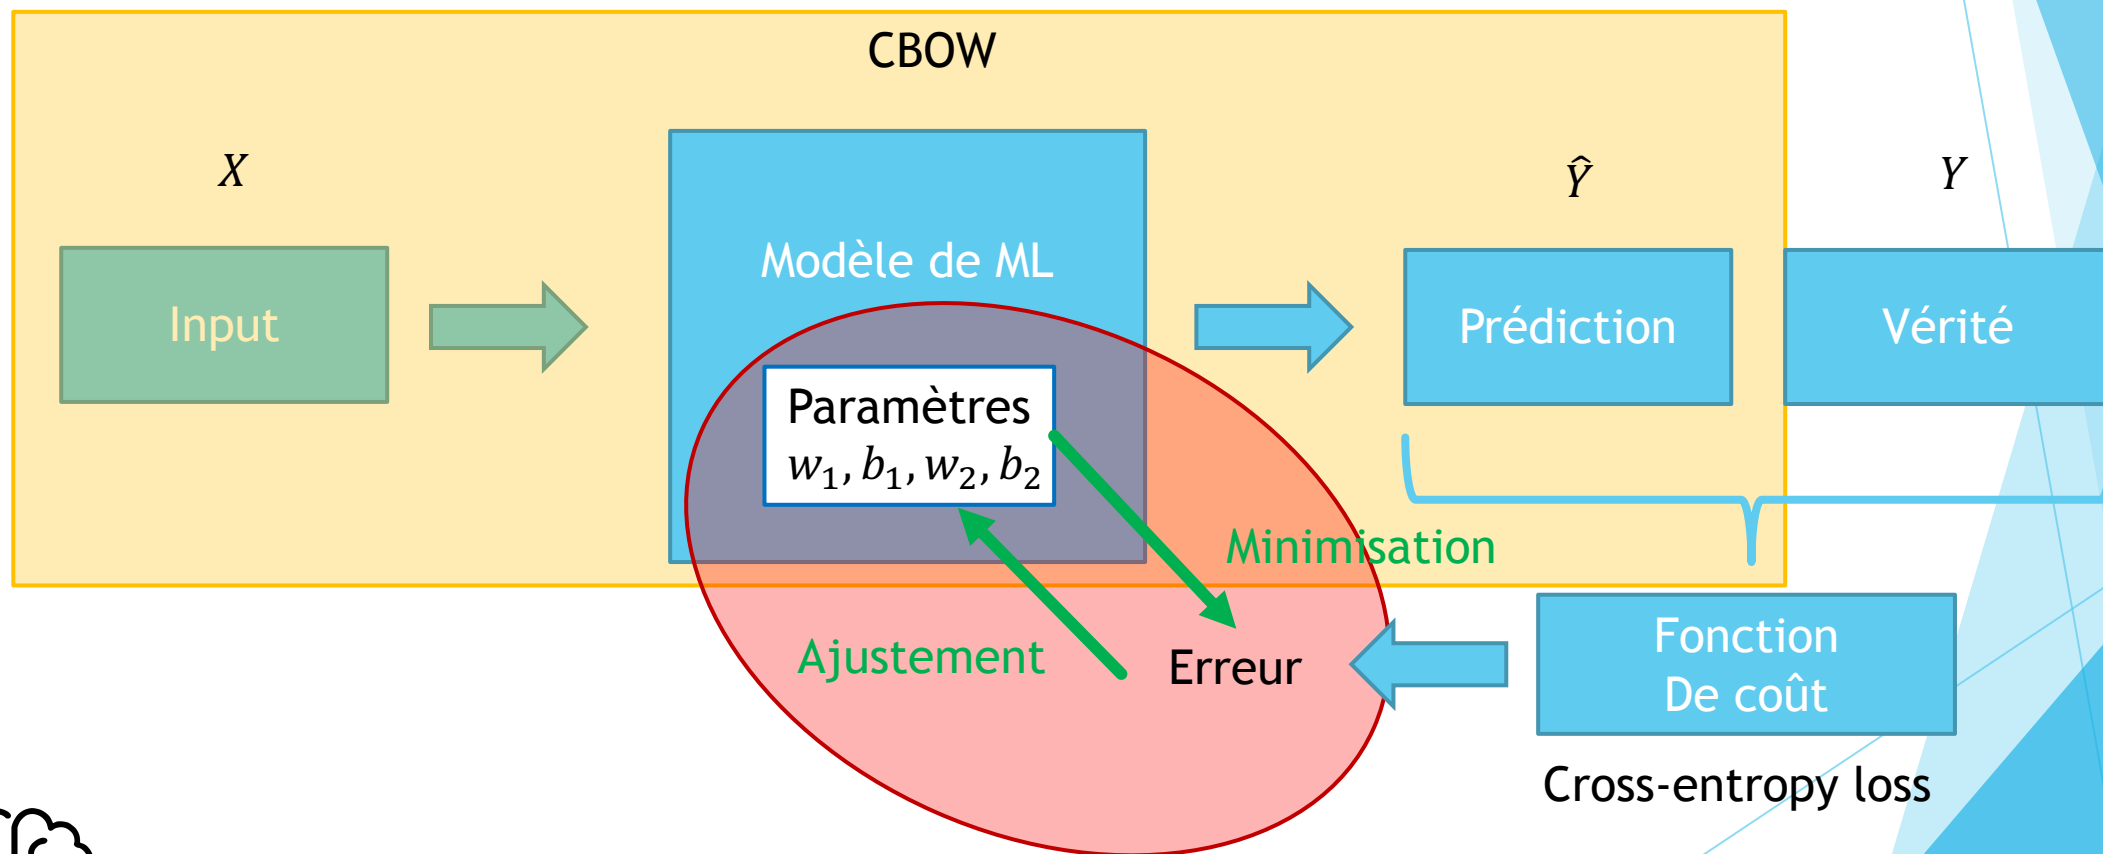 CBOW
X
Ŷ
Y
Input
Modèle de ML
Prédiction
Vérité
Paramètres
w₁, b₁, w₂, b₂
Minimisation
Ajustement
Erreur
Fonction
De coût
Cross-entropy loss